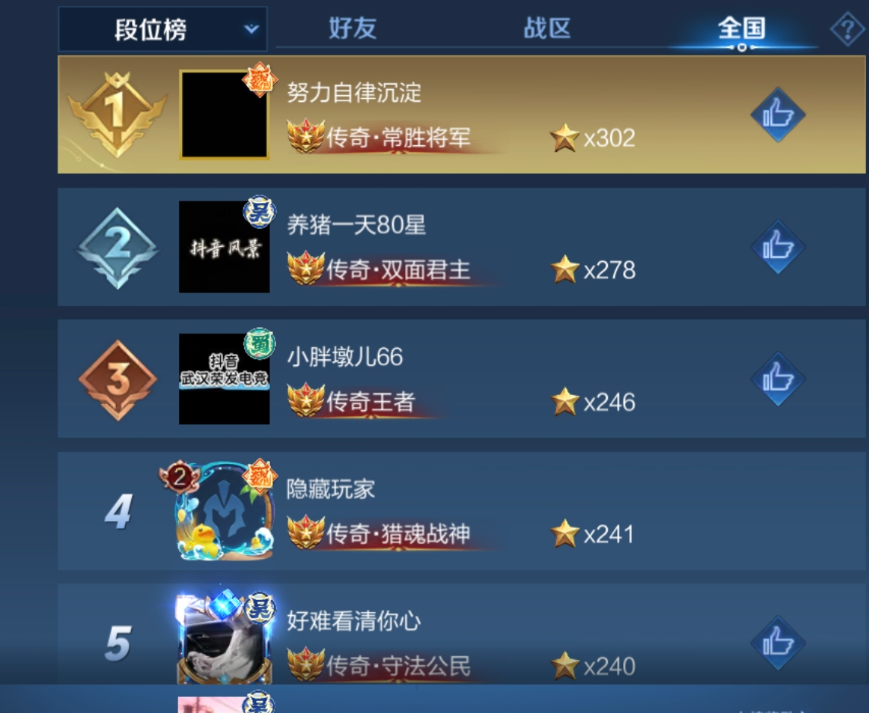 段位榜 好友 战区 全国 ?
1 努力自律沉淀
传奇·常胜将军 x302
2 吴 养猪一天80星
抖音风景
传奇·双面君主 x278
3 蜀 小胖墩儿66
抖音
武汉荣发电竞
传奇王者 x246
4 2 隐藏玩家
传奇·猎魂战神 x241
5 吴 好难看清你心
传奇·守法公民 x240
吴